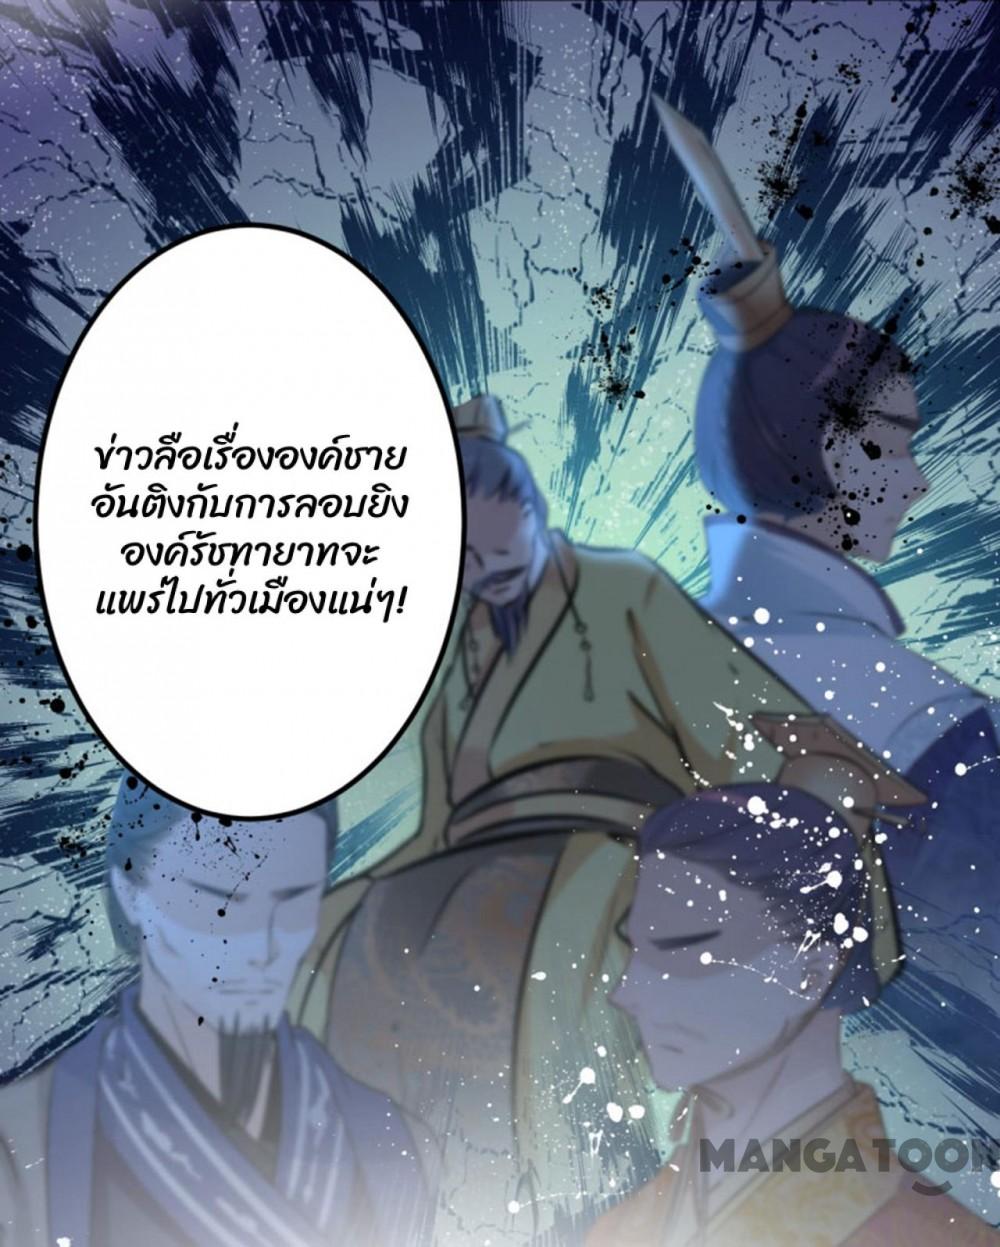 ข่าวลือเรื่ององค์ชาย
อันติงกับการลอบยิง
องค์รัชทายาทจะ
แพร่ไปทั่วเมืองแน่ๆ!
MANGATOON